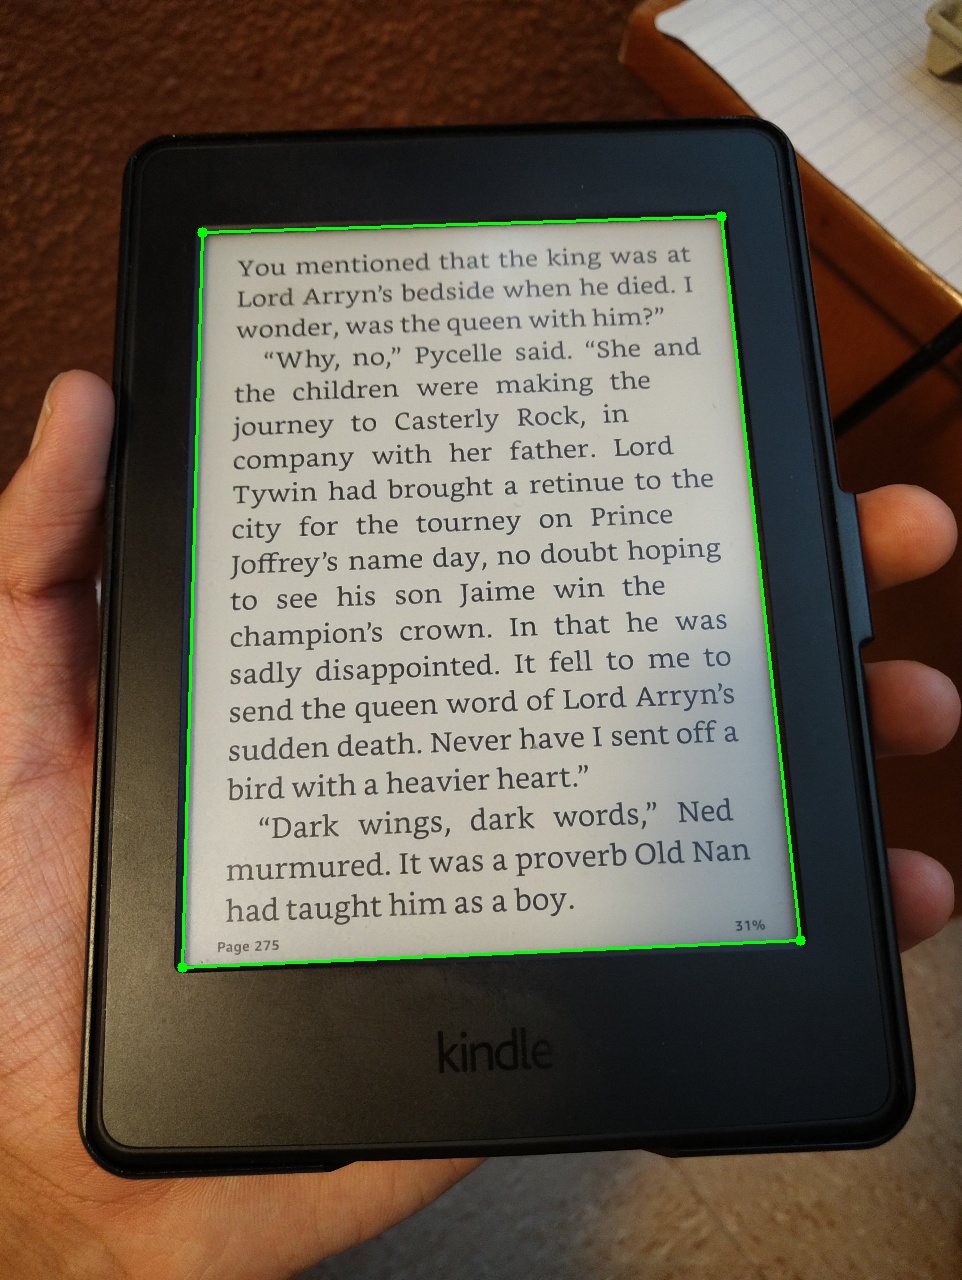 You mentioned that the king was at
Lord Arryn’s bedside when he died. I
wonder, was the queen with him?”
“Why, no,” Pycelle said. “She and
the children were making the
journey to Casterly Rock, in
company with her father. Lord
Tywin had brought a retinue to the
city for the tourney on Prince
Joffrey’s name day, no doubt hoping
to see his son Jaime win the
champion’s crown. In that he was
sadly disappointed. It fell to me to
send the queen word of Lord Arryn’s
sudden death. Never have I sent off a
bird with a heavier heart.”
“Dark wings, dark words,” Ned
murmured. It was a proverb Old Nan
had taught him as a boy.
Page 275
31%
kindle